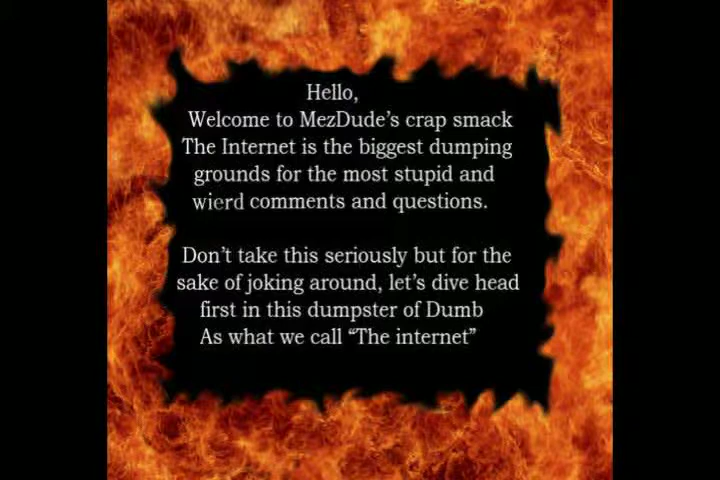 Hello,
Welcome to MezDude's crap smack
The Internet is the biggest dumping
grounds for the most stupid and
wierd comments and questions.
Don't take this seriously but for the
sake of joking around, let's dive head
first in this dumpster of Dumb
As what we call “The internet”